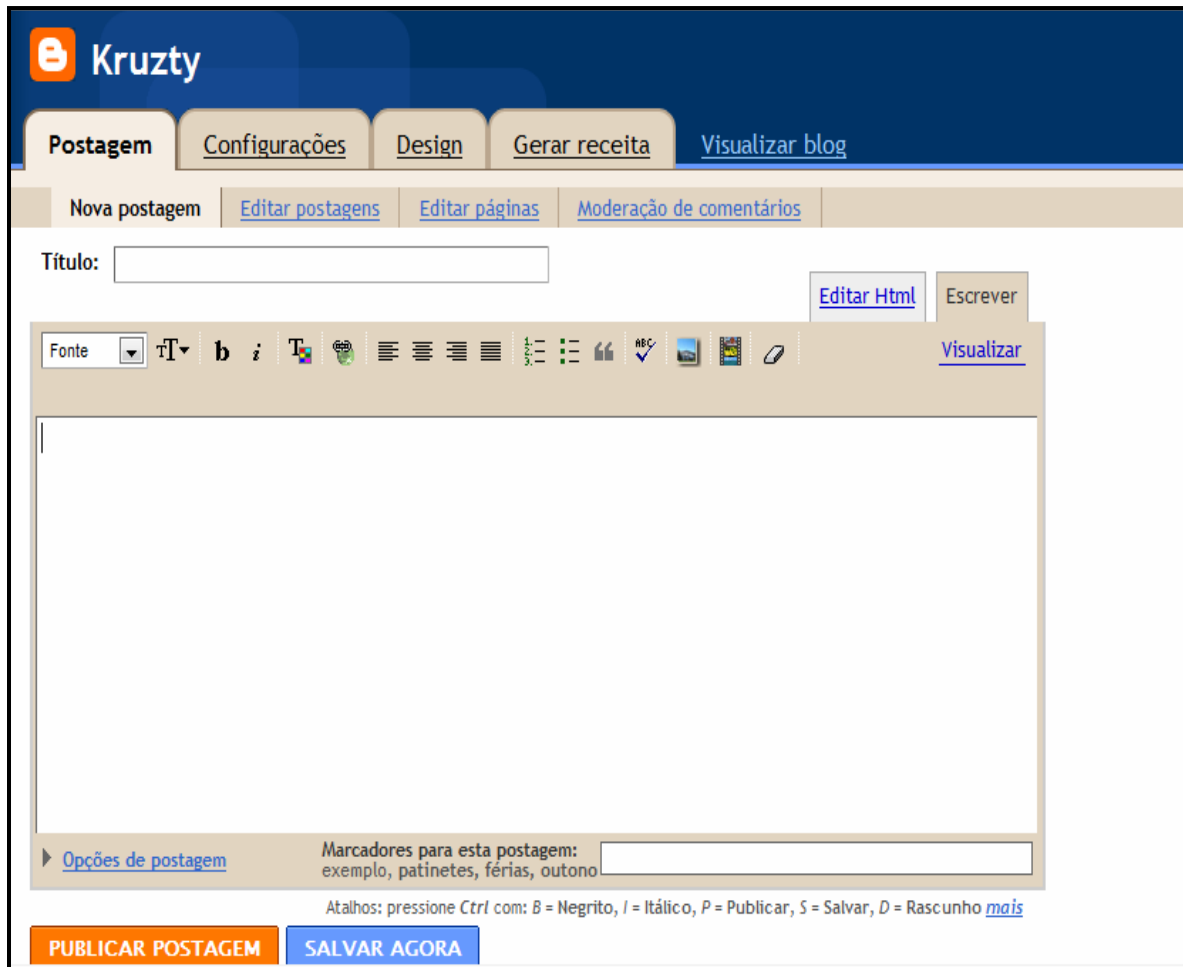 Kruzty
Postagem Configurações Design Gerar receita Visualizar blog
Nova postagem Editar postagens Editar páginas Moderação de comentários
Título:
Editar Html Escrever
Fonte Visualizar
Opções de postagem
Marcadores para esta postagem:
exemplo, patinetes, férias, outono
Atalhos: pressione Ctrl com: B = Negrito, I = Itálico, P = Publicar, S = Salvar, D = Rascunho mais
PUBLICAR POSTAGEM SALVAR AGORA